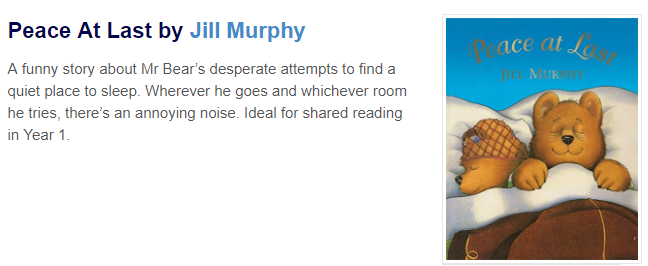 Peace At Last by Jill Murphy
A funny story about Mr Bear’s desperate attempts to find a
quiet place to sleep. Wherever he goes and whichever room
he tries, there’s an annoying noise. Ideal for shared reading
in Year 1.
Peace at Last
JILL MURPHY